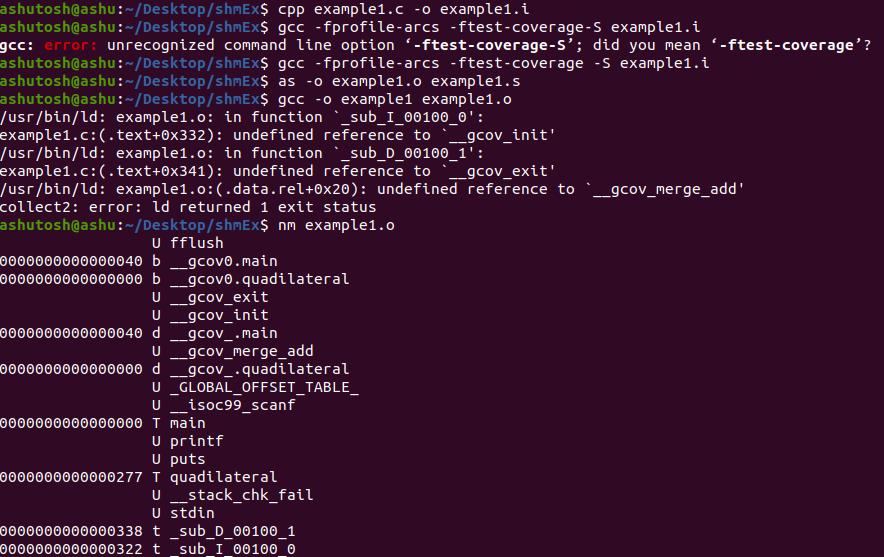 ashutosh@ashu:~/Desktop/shmEx$ cpp example1.c -o example1.i
ashutosh@ashu:~/Desktop/shmEx$ gcc -fprofile-arcs -ftest-coverage-S example1.i
gcc: error: unrecognized command line option ‘-ftest-coverage-S’; did you mean ‘-ftest-coverage’?
ashutosh@ashu:~/Desktop/shmEx$ gcc -fprofile-arcs -ftest-coverage -S example1.i
ashutosh@ashu:~/Desktop/shmEx$ as -o example1.o example1.s
ashutosh@ashu:~/Desktop/shmEx$ gcc -o example1 example1.o
/usr/bin/ld: example1.o: in function `_sub_I_00100_0':
example1.c:(.text+0x332): undefined reference to `__gcov_init'
/usr/bin/ld: example1.o: in function `_sub_D_00100_1':
example1.c:(.text+0x341): undefined reference to `__gcov_exit'
/usr/bin/ld: example1.o:(.data.rel+0x20): undefined reference to `__gcov_merge_add'
collect2: error: ld returned 1 exit status
ashutosh@ashu:~/Desktop/shmEx$ nm example1.o
                 U fflush
0000000000000040 b __gcov0.main
0000000000000000 b __gcov0.quadilateral
                 U __gcov_exit
                 U __gcov_init
0000000000000040 d __gcov_.main
                 U __gcov_merge_add
0000000000000000 d __gcov_.quadilateral
                 U _GLOBAL_OFFSET_TABLE_
                 U __isoc99_scanf
0000000000000000 T main
                 U printf
                 U puts
0000000000000277 T quadilateral
                 U __stack_chk_fail
                 U stdin
0000000000000338 t _sub_D_00100_1
0000000000000322 t _sub_I_00100_0